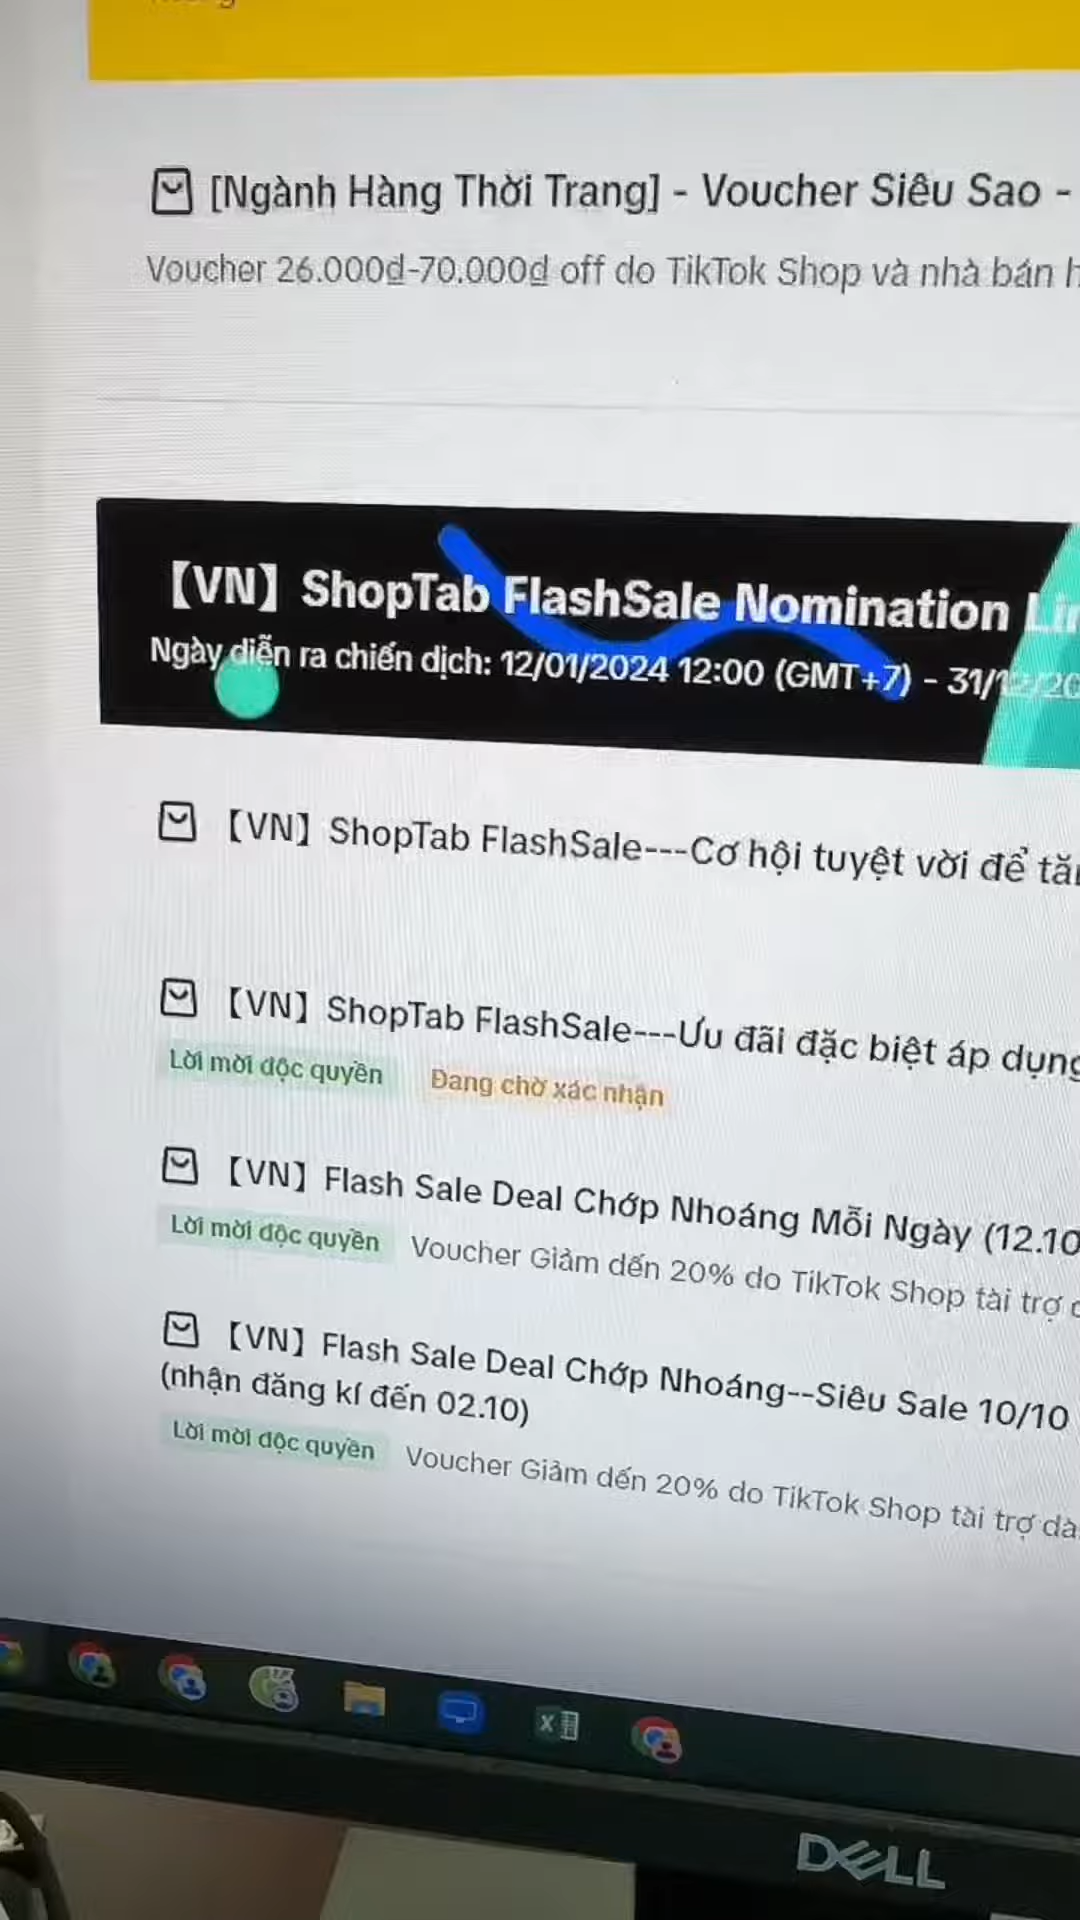 [Ngành Hàng Thời Trang] - Voucher Siêu Sao -
Voucher 26.000đ-70.000đ off do TikTok Shop và nhà bán
【VN】ShopTab FlashSale Nomination
Ngày diễn ra chiến dịch: 12/01/2024 12:00 (GMT+7) - 31/12/20
【VN】ShopTab FlashSale---Cơ hội tuyệt vời để
【VN】ShopTab FlashSale---Ưu đãi đặc biệt áp dụng
Lời mời độc quyền Đang chờ xác nhận
【VN】Flash Sale Deal Chớp Nhoáng Mỗi Ngày (12.10
Lời mời độc quyền Voucher Giảm đến 20% do TikTok Shop tài trợ
【VN】Flash Sale Deal Chớp Nhoáng--Siêu Sale 10/10
(nhận đăng kí đến 02.10)
Lời mời độc quyền Voucher Giảm đến 20% do TikTok Shop tài trợ
DELL